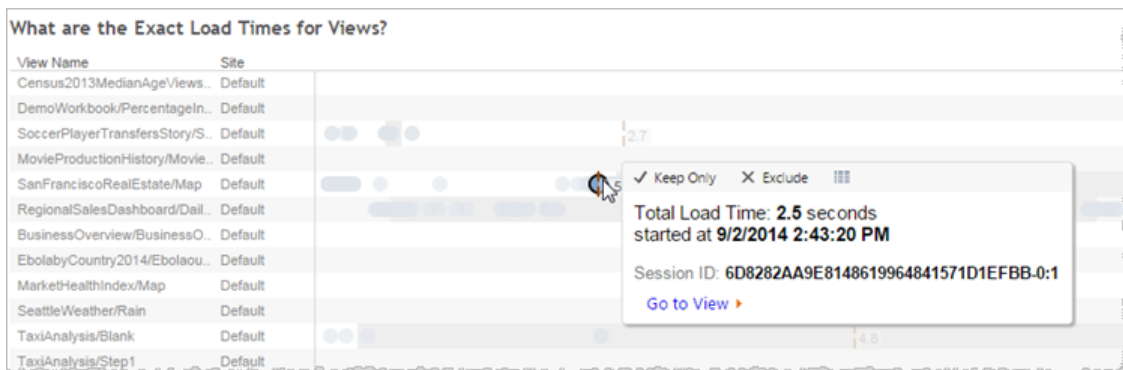 What are the Exact Load Times for Views?
View Name Site
Census2013MedianAgeViews.. Default
DemoWorkbook/PercentageIn.. Default
SoccerPlayerTransfersStory/S.. Default 2.7
MovieProductionHistory/Movie.. Default
SanFranciscoRealEstate/Map Default 5
RegionalSalesDashboard/Dail.. Default
BusinessOverview/BusinessO.. Default
EbolabyCountry2014/Ebolaou.. Default
MarketHealthIndex/Map Default
SeattleWeather/Rain Default
TaxiAnalysis/Blank Default 4.8
TaxiAnalysis/Step1 Default
Keep Only Exclude
Total Load Time: 2.5 seconds
started at 9/2/2014 2:43:20 PM
Session ID: 6D8282AA9E8148619964841571D1EFBB-0:1
Go to View